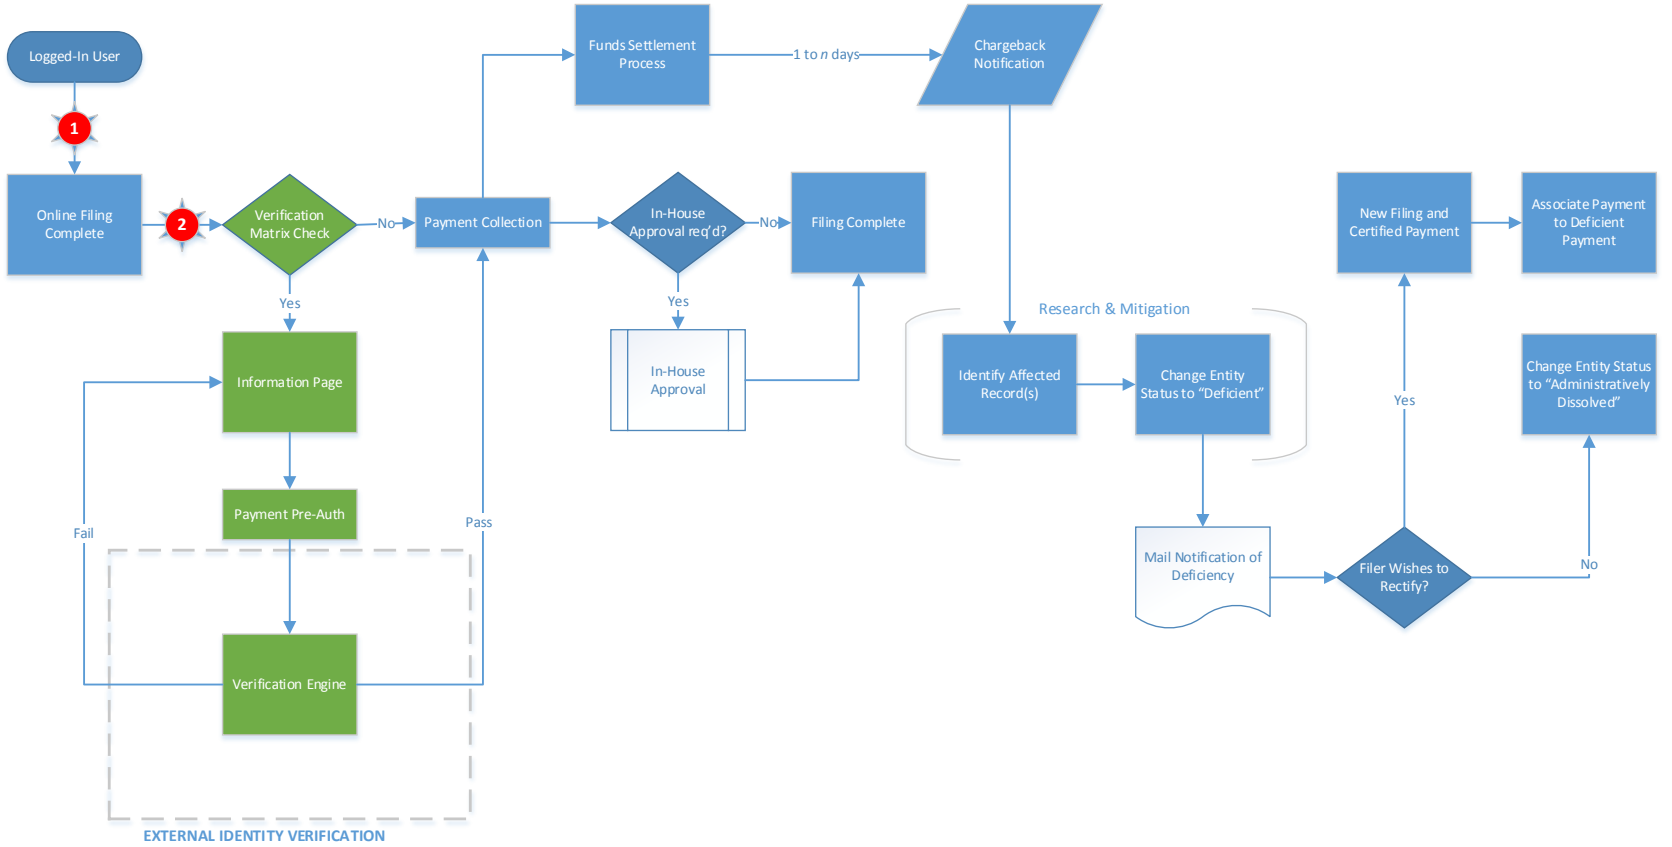 Logged-In User
1
Online Filing
Complete
2
Verification
Matrix Check
No
Yes
Information Page
Payment Pre-Auth
Fail
Verification Engine
Pass
EXTERNAL IDENTITY VERIFICATION
Payment Collection
Funds Settlement
Process
1 to n days
Chargeback
Notification
In-House
Approval req'd?
No
Filing Complete
Yes
In-House
Approval
Research & Mitigation
Identify Affected
Record(s)
Change Entity
Status to “Deficient”
Mail Notification of
Deficiency
Filer Wishes to
Rectify?
Yes
No
New Filing and
Certified Payment
Associate Payment
to Deficient
Payment
Change Entity Status
to “Administratively
Dissolved”